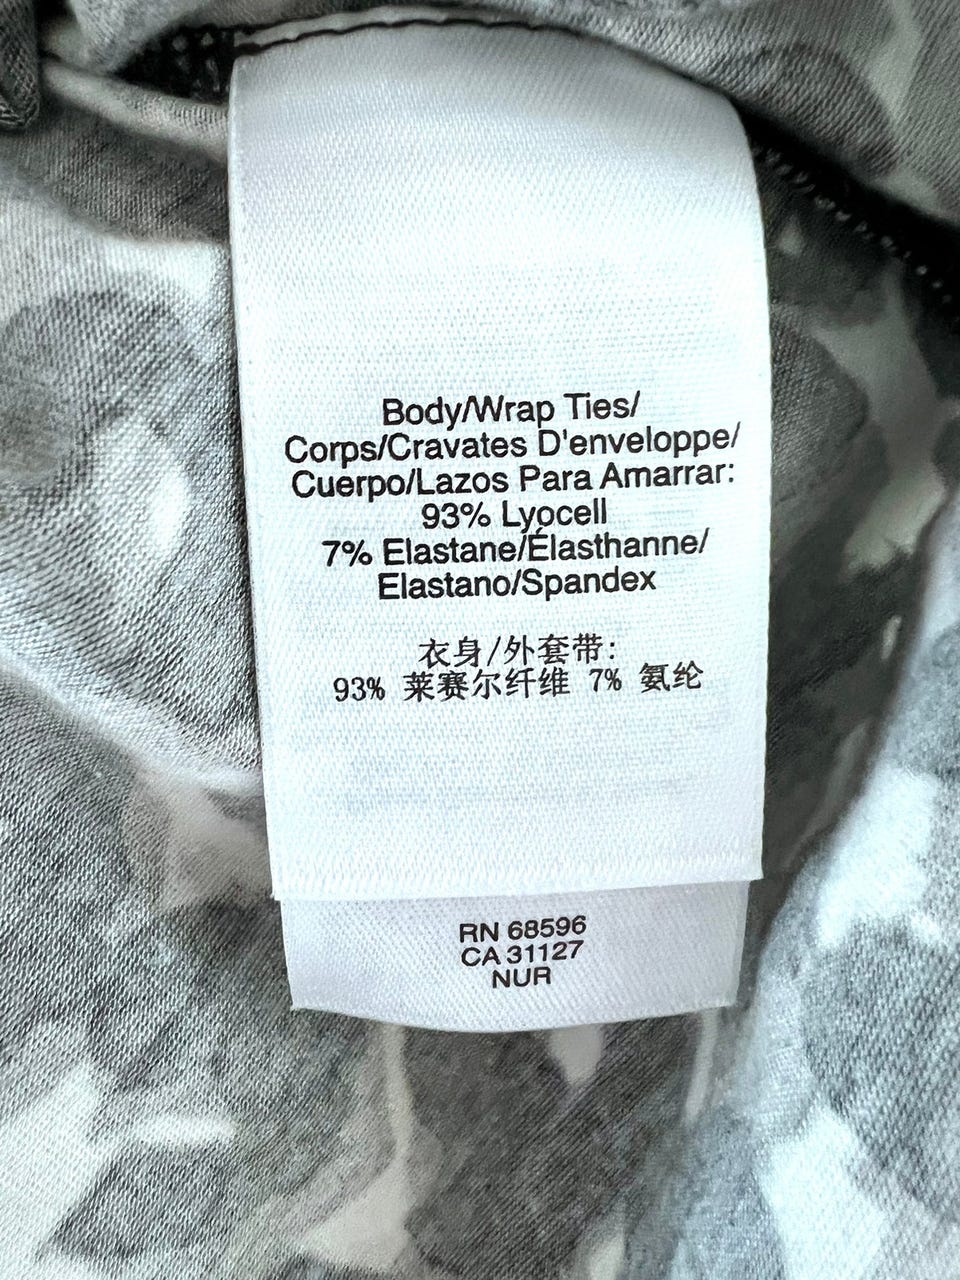 Body/Wrap Ties/
Corps/Cravates D'enveloppe/
Cuerpo/Lazos Para Amarrar:
93% Lyocell
7% Elastane/Élasthanne/
Elastano/Spandex
衣身/外套带:
93% 莱赛尔纤维 7% 氨纶
RN 68596
CA 31127
NUR